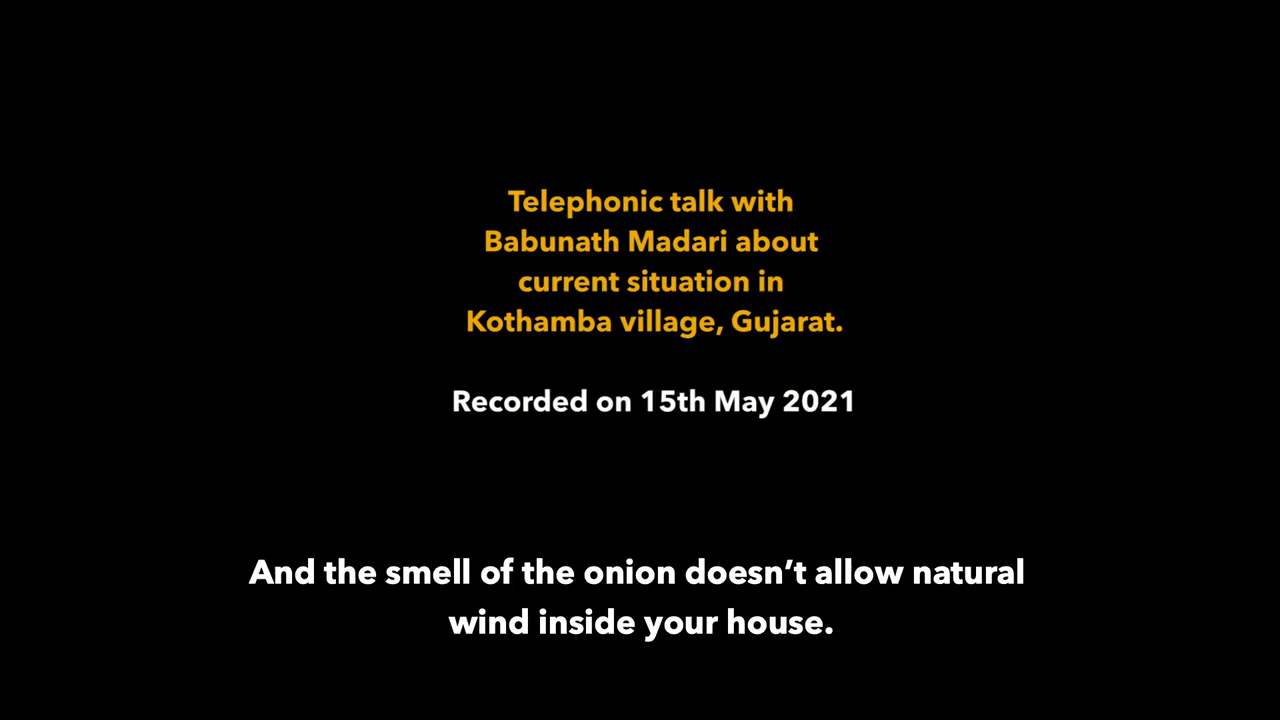 Telephonic talk with
Babunath Madari about
current situation in
Kothamba village, Gujarat.
Recorded on 15th May 2021
And the smell of the onion doesn’t allow natural
wind inside your house.